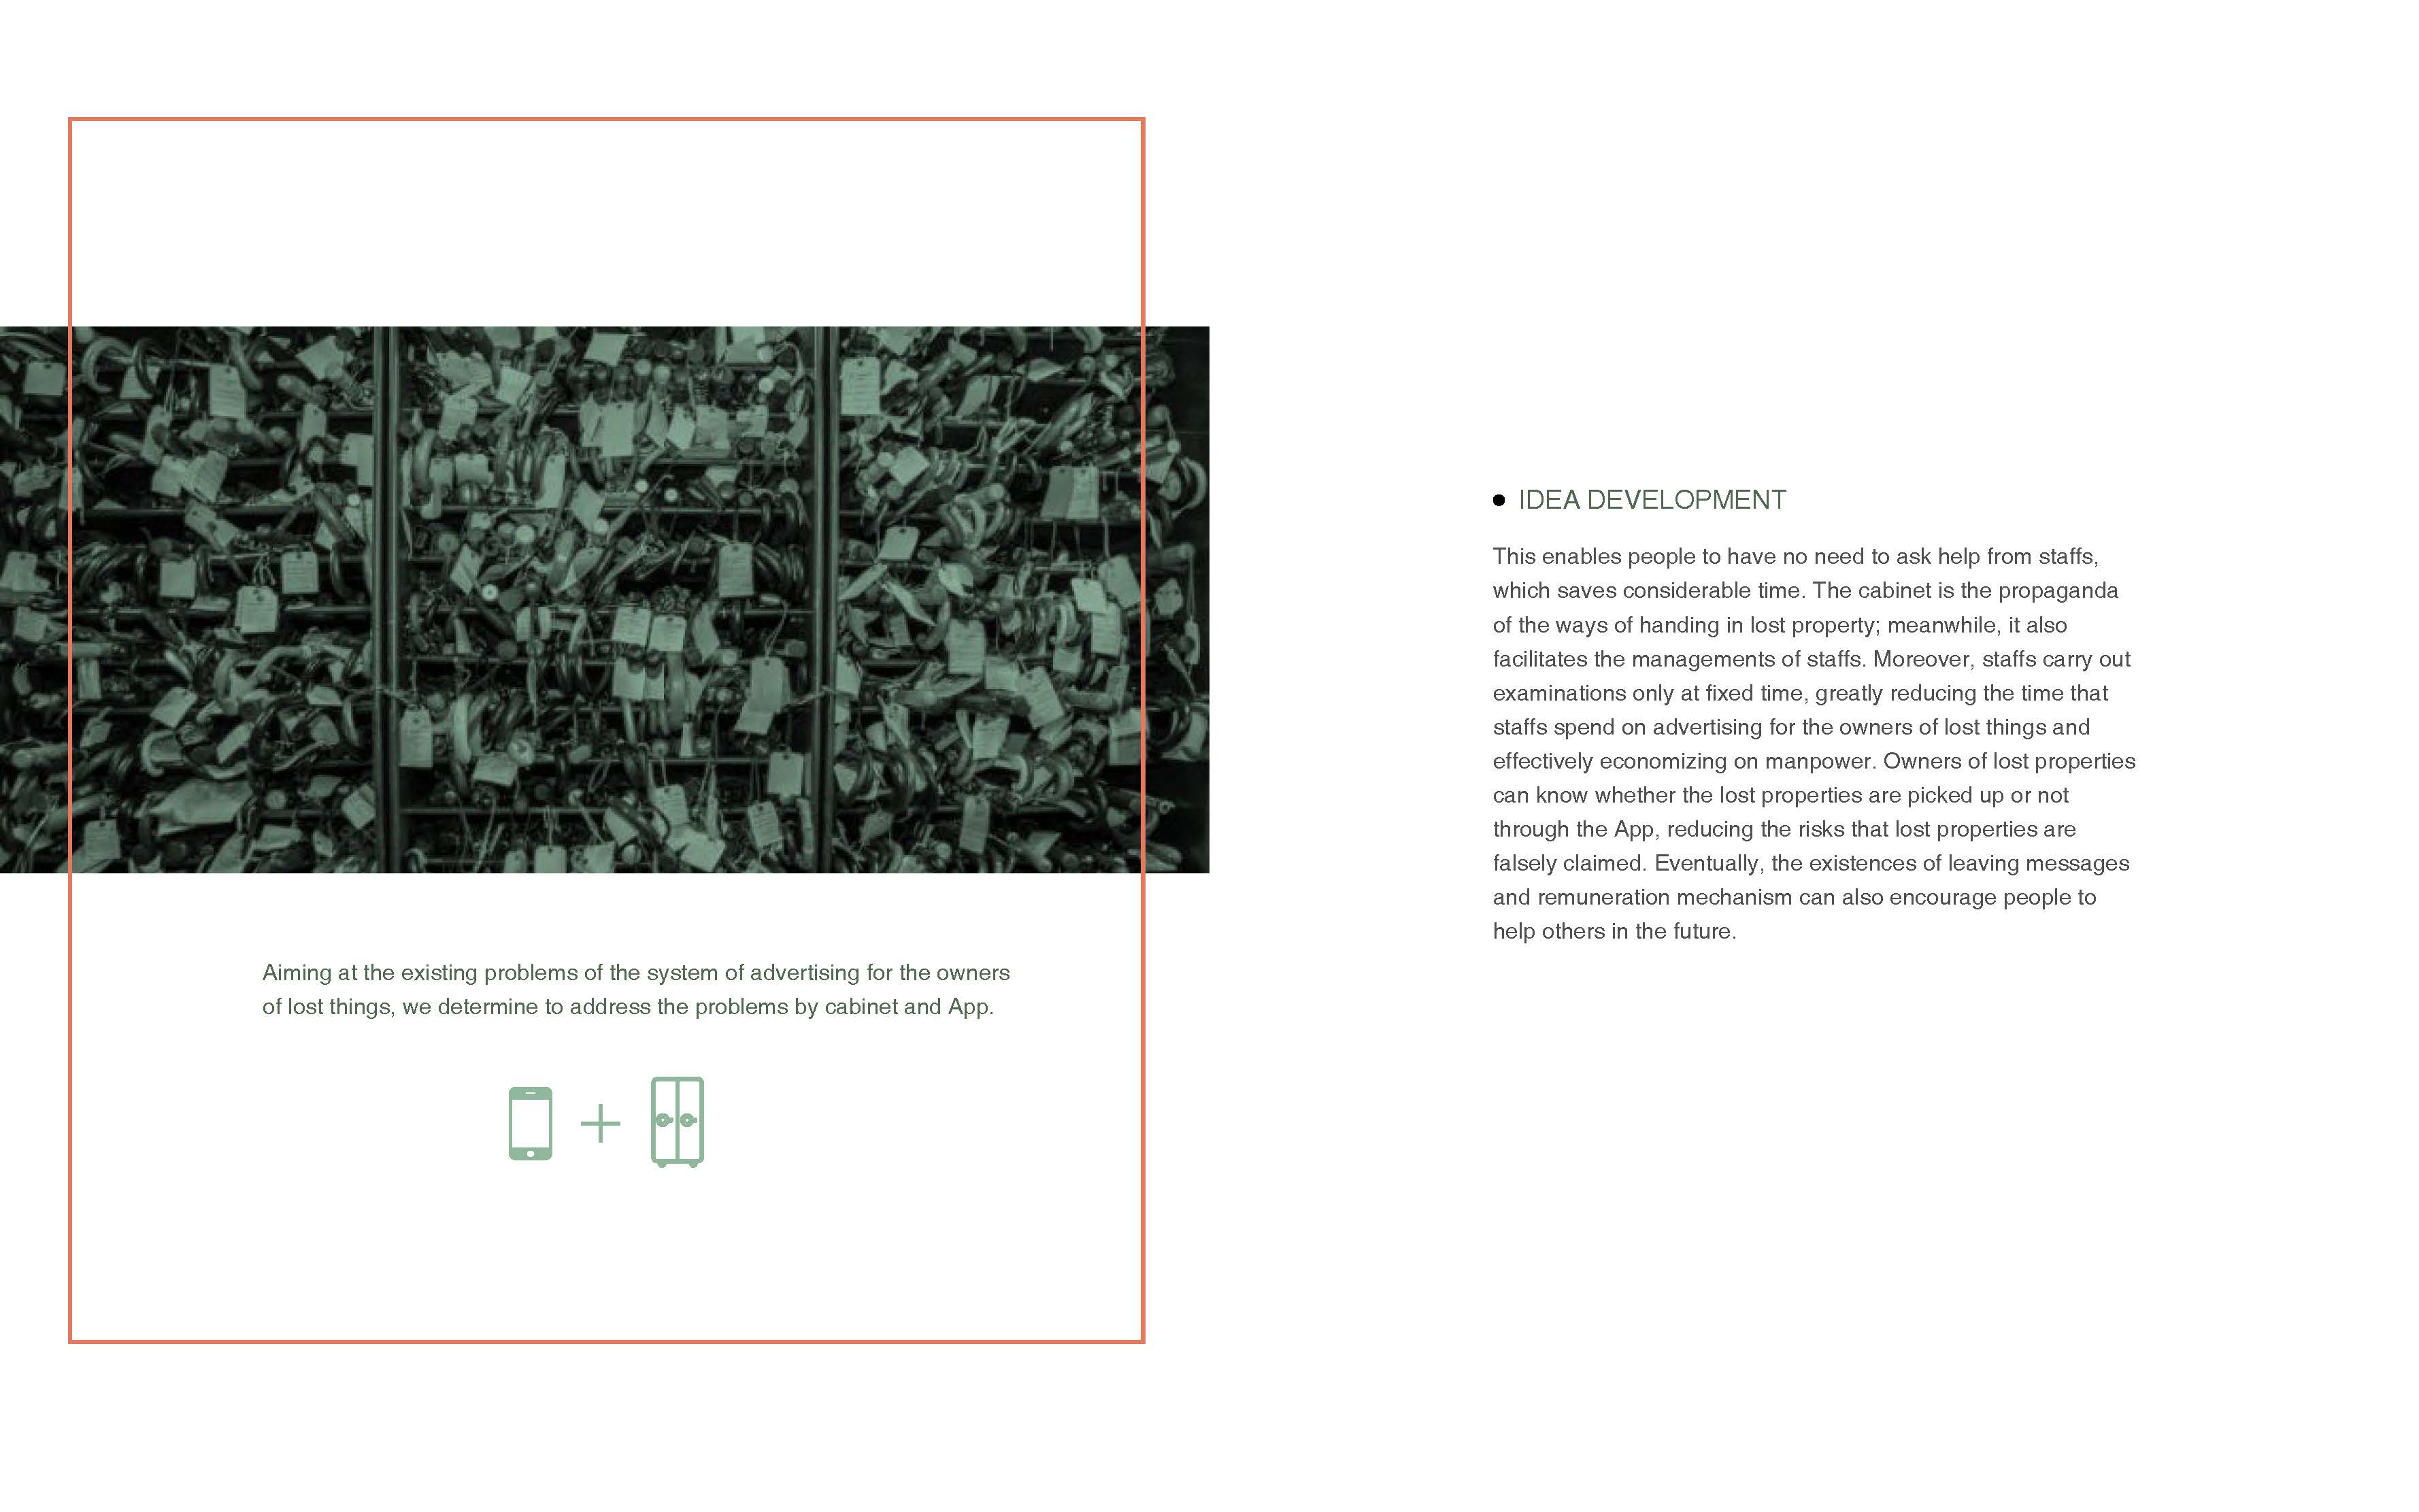 Aiming at the existing problems of the system of advertising for the owners
of lost things, we determine to address the problems by cabinet and App.
IDEA DEVELOPMENT
This enables people to have no need to ask help from staffs,
which saves considerable time. The cabinet is the propaganda
of the ways of handing in lost property; meanwhile, it also
facilitates the managements of staffs. Moreover, staffs carry out
examinations only at fixed time, greatly reducing the time that
staffs spend on advertising for the owners of lost things and
effectively economizing on manpower. Owners of lost properties
can know whether the lost properties are picked up or not
through the App, reducing the risks that lost properties are
falsely claimed. Eventually, the existences of leaving messages
and remuneration mechanism can also encourage people to
help others in the future.